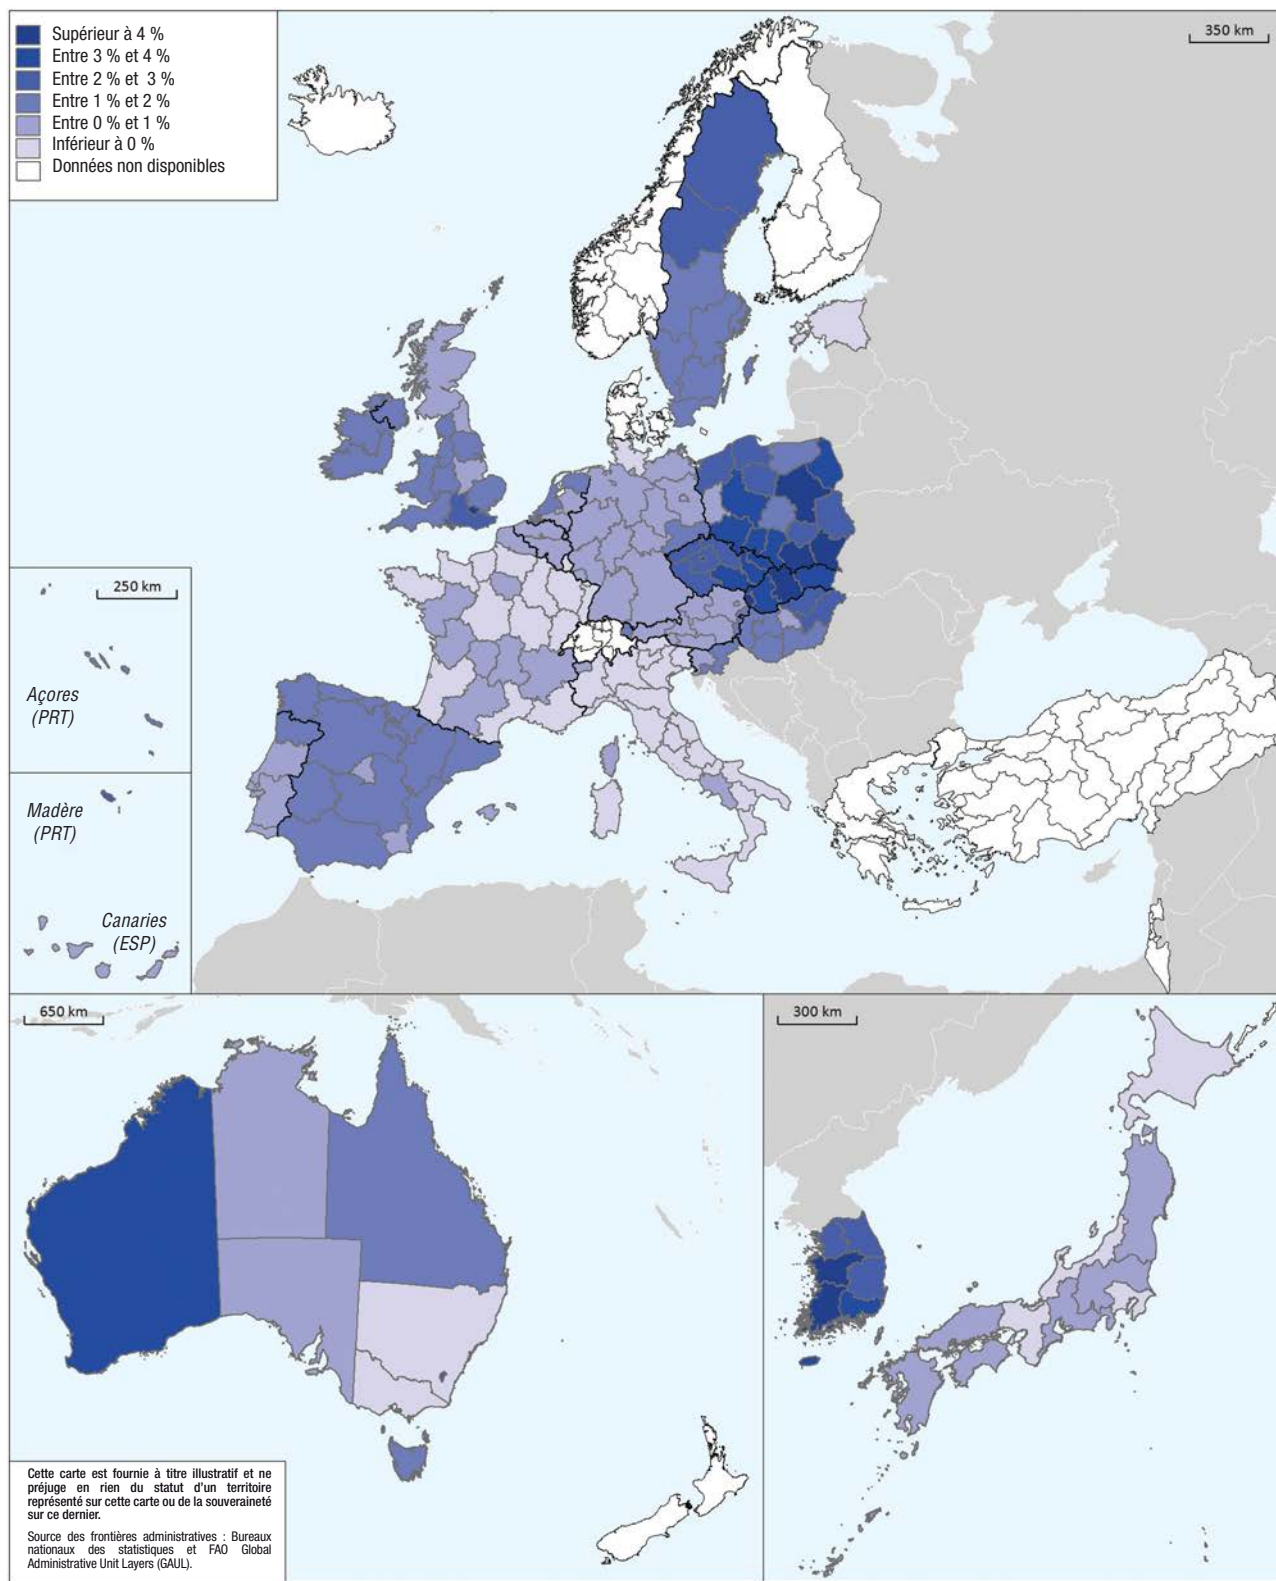 Supérieur à 4 %
Entre 3 % et 4 %
Entre 2 % et 3 %
Entre 1 % et 2 %
Entre 0 % et 1 %
Inférieur à 0 %
Données non disponibles
350 km
250 km
Açores
(PRT)
Madère
(PRT)
Canaries
(ESP)
650 km
300 km
Cette carte est fournie à titre illustratif et ne
préjuge en rien du statut d'un territoire
représenté sur cette carte ou de la souveraineté
sur ce dernier.
Source des frontières administratives : Bureaux
nationaux des statistiques et FAO Global
Administrative Unit Layers (GAUL).